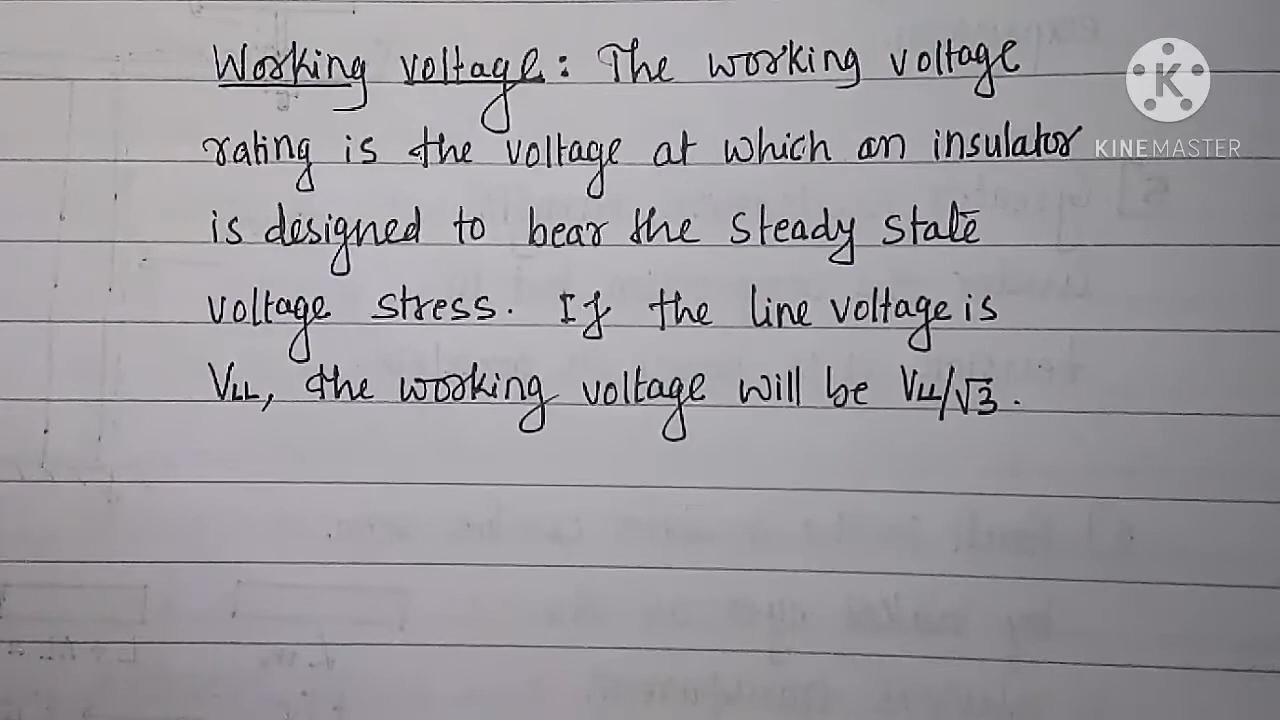 Working voltage: The working voltage
rating is the voltage at which an insulator
is designed to bear the steady state
voltage stress. If the line voltage is
VLL, the working voltage will be VLL/√3.
K
KINEMASTER